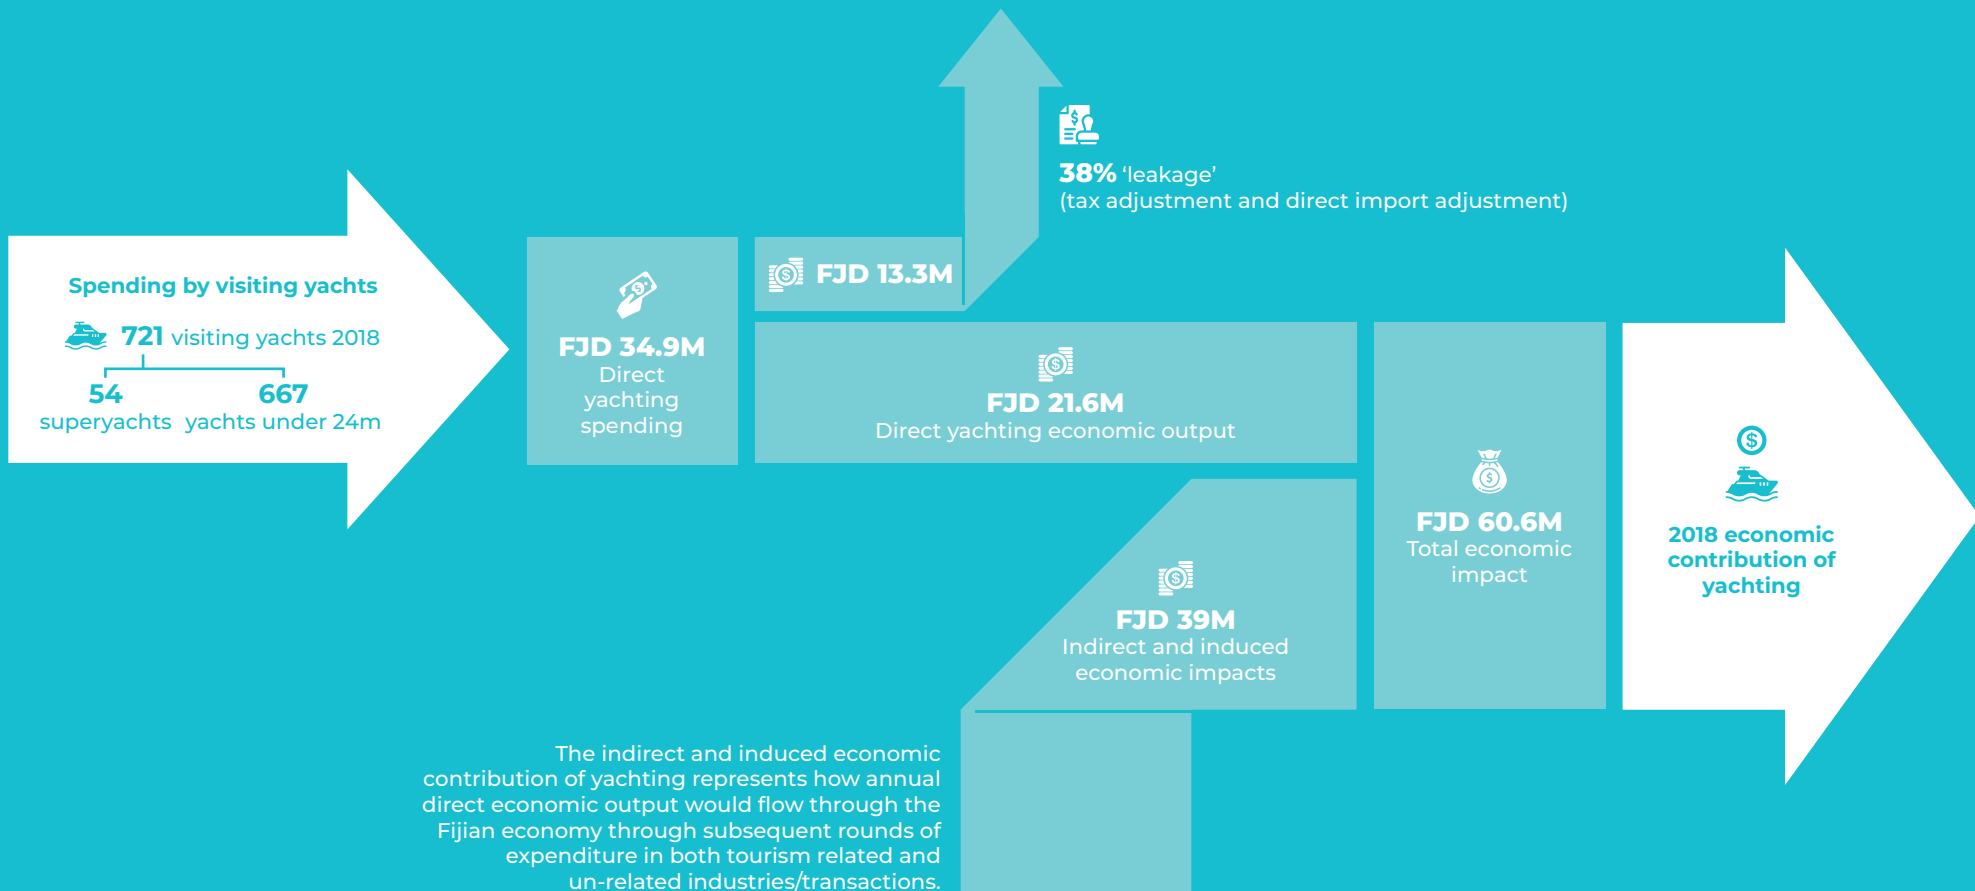 38% ‘leakage’
(tax adjustment and direct import adjustment)
Spending by visiting yachts
721 visiting yachts 2018
54
superyachts
667
yachts under 24m
FJD 34.9M
Direct
yachting
spending
FJD 13.3M
FJD 21.6M
Direct yachting economic output
FJD 39M
Indirect and induced
economic impacts
FJD 60.6M
Total economic
impact
2018 economic
contribution of
yachting
The indirect and induced economic
contribution of yachting represents how annual
direct economic output would flow through the
Fijian economy through subsequent rounds of
expenditure in both tourism related and
un-related industries/transactions.